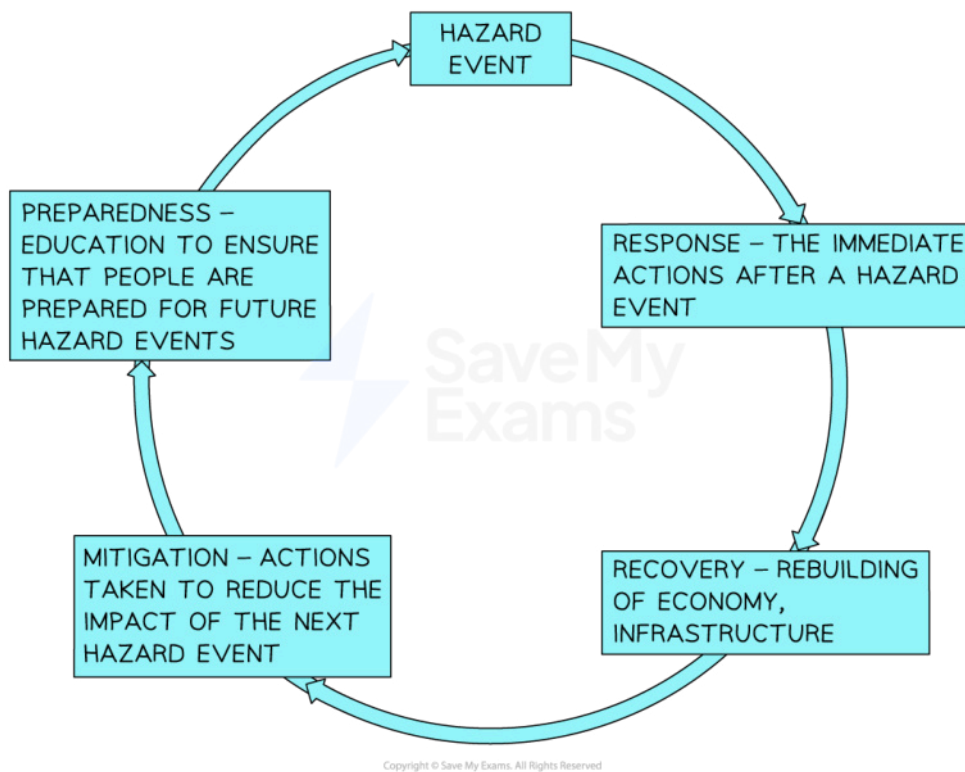 HAZARD
EVENT
RESPONSE – THE IMMEDIATE
ACTIONS AFTER A HAZARD
EVENT
RECOVERY – REBUILDING
OF ECONOMY,
INFRASTRUCTURE
MITIGATION – ACTIONS
TAKEN TO REDUCE THE
IMPACT OF THE NEXT
HAZARD EVENT
PREPAREDNESS –
EDUCATION TO ENSURE
THAT PEOPLE ARE
PREPARED FOR FUTURE
HAZARD EVENTS
SaveMy
Exams
Copyright © Save My Exams. All Rights Reserved